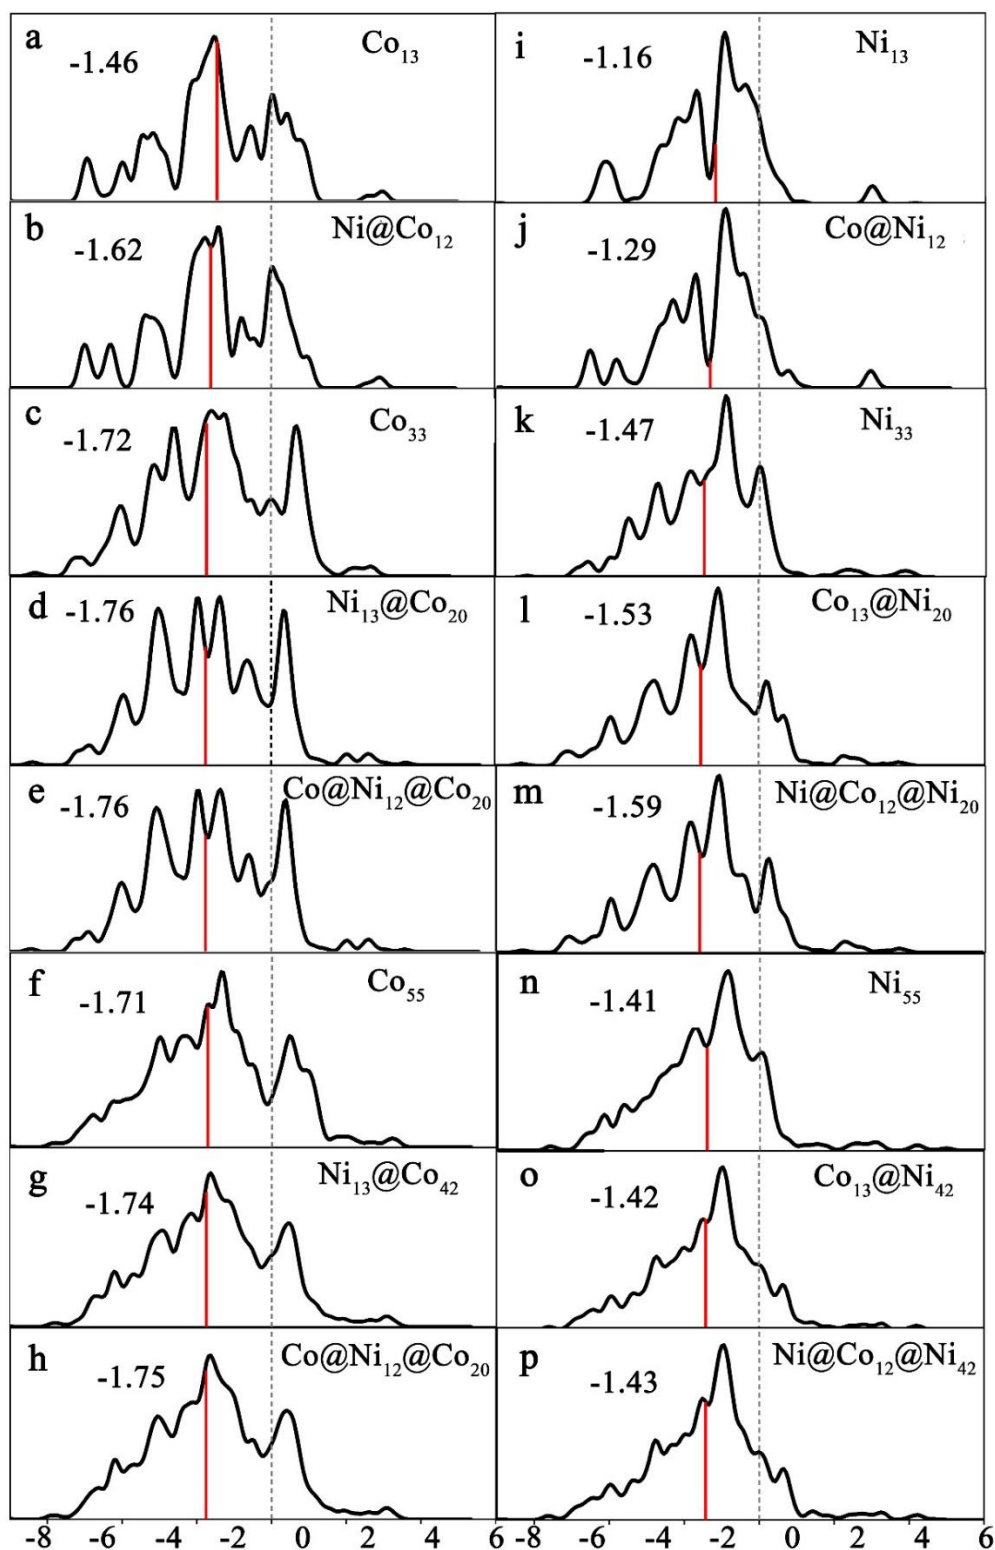 a -1.46 Co13
b -1.62 Ni@Co12
c -1.72 Co33
d -1.76 Ni13@Co20
e -1.76 Co@Ni12@Co20
f -1.71 Co55
g -1.74 Ni13@Co42
h -1.75 Co@Ni12@Co20
-8 -6 -4 -2 0 2 4 6
i -1.16 Ni13
j -1.29 Co@Ni12
k -1.47 Ni33
l -1.53 Co13@Ni20
m -1.59 Ni@Co12@Ni20
n -1.41 Ni55
o -1.42 Co13@Ni42
p -1.43 Ni@Co12@Ni42
-8 -6 -4 -2 0 2 4 6